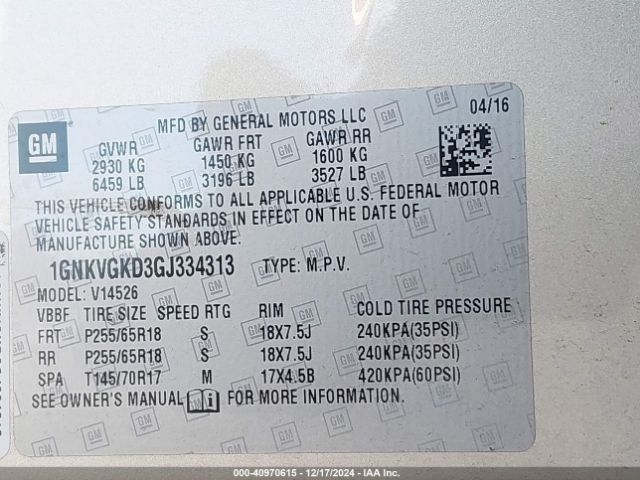 MFD BY GENERAL MOTORS LLC 04/16
GM
GVWR GAWR FRT GAWR RR
2930 KG 1450 KG 1600 KG
6459 LB 3196 LB 3527 LB
THIS VEHICLE CONFORMS TO ALL APPLICABLE U.S. FEDERAL MOTOR
VEHICLE SAFETY STANDARDS IN EFFECT ON THE DATE OF
MANUFACTURE SHOWN ABOVE.
1GNKVGKD3GJ334313 TYPE: M.P.V.
MODEL: V14526
VBBF TIRE SIZE SPEED RTG RIM COLD TIRE PRESSURE
FRT P255/65R18 S 18X7.5J 240KPA(35PSI)
RR P255/65R18 S 18X7.5J 240KPA(35PSI)
SPA T145/70R17 M 17X4.5B 420KPA(60PSI)
SEE OWNER'S MANUAL FOR MORE INFORMATION.
000-40970615 - 12/17/2024 - IAA Inc.